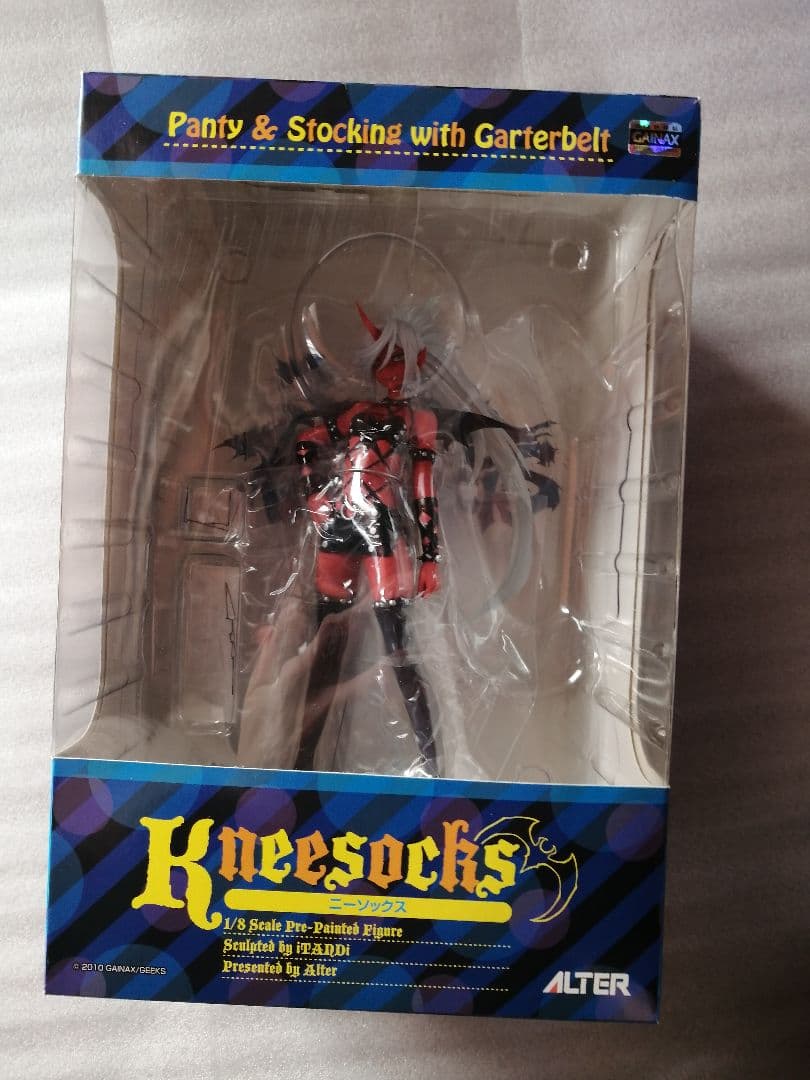 Panty & Stocking with Garterbelt
GAINAX
Kneesocks
ニーソックス
1/8 Scale Pre-Painted Figure
Sculpted by iTANDi
Presented by Alter
© 2010 GAINAX/GEEKS
ALTER